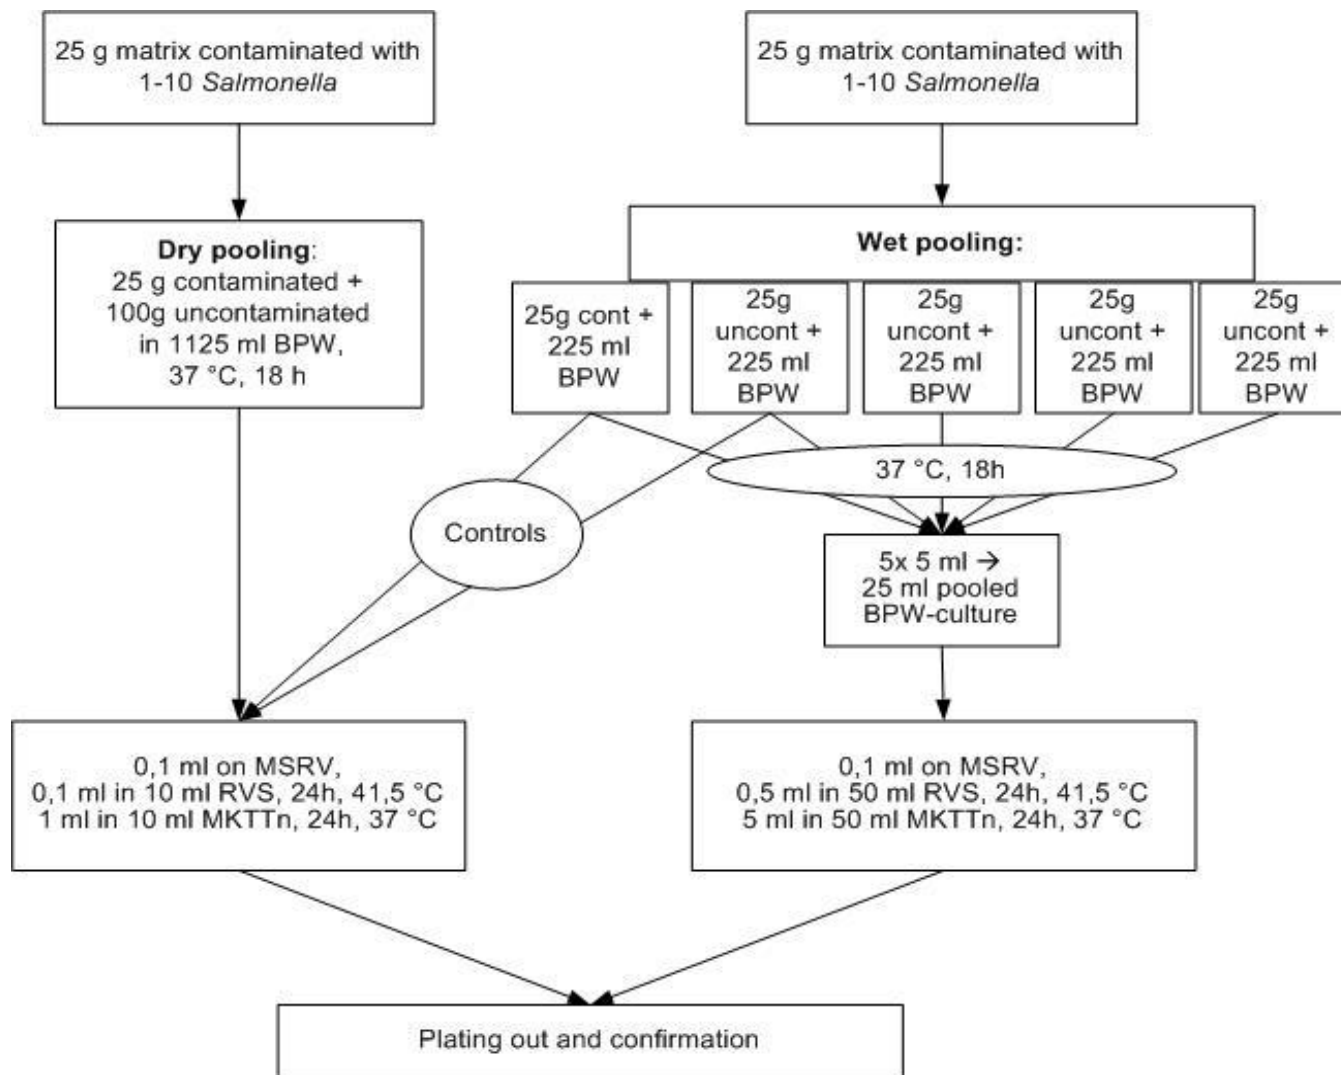 25 g matrix contaminated with
1-10 Salmonella
25 g matrix contaminated with
1-10 Salmonella
Dry pooling:
25 g contaminated +
100g uncontaminated
in 1125 ml BPW,
37 °C, 18 h
Wet pooling:
25g cont +
225 ml
BPW
25g
uncont +
225 ml
BPW
25g
uncont +
225 ml
BPW
25g
uncont +
225 ml
BPW
25g
uncont +
225 ml
BPW
37 °C, 18h
Controls
5x 5 ml →
25 ml pooled
BPW-culture
0,1 ml on MSRV,
0,1 ml in 10 ml RVS, 24h, 41,5 °C
1 ml in 10 ml MKTTn, 24h, 37 °C
0,1 ml on MSRV,
0,5 ml in 50 ml RVS, 24h, 41,5 °C
5 ml in 50 ml MKTTn, 24h, 37 °C
Plating out and confirmation